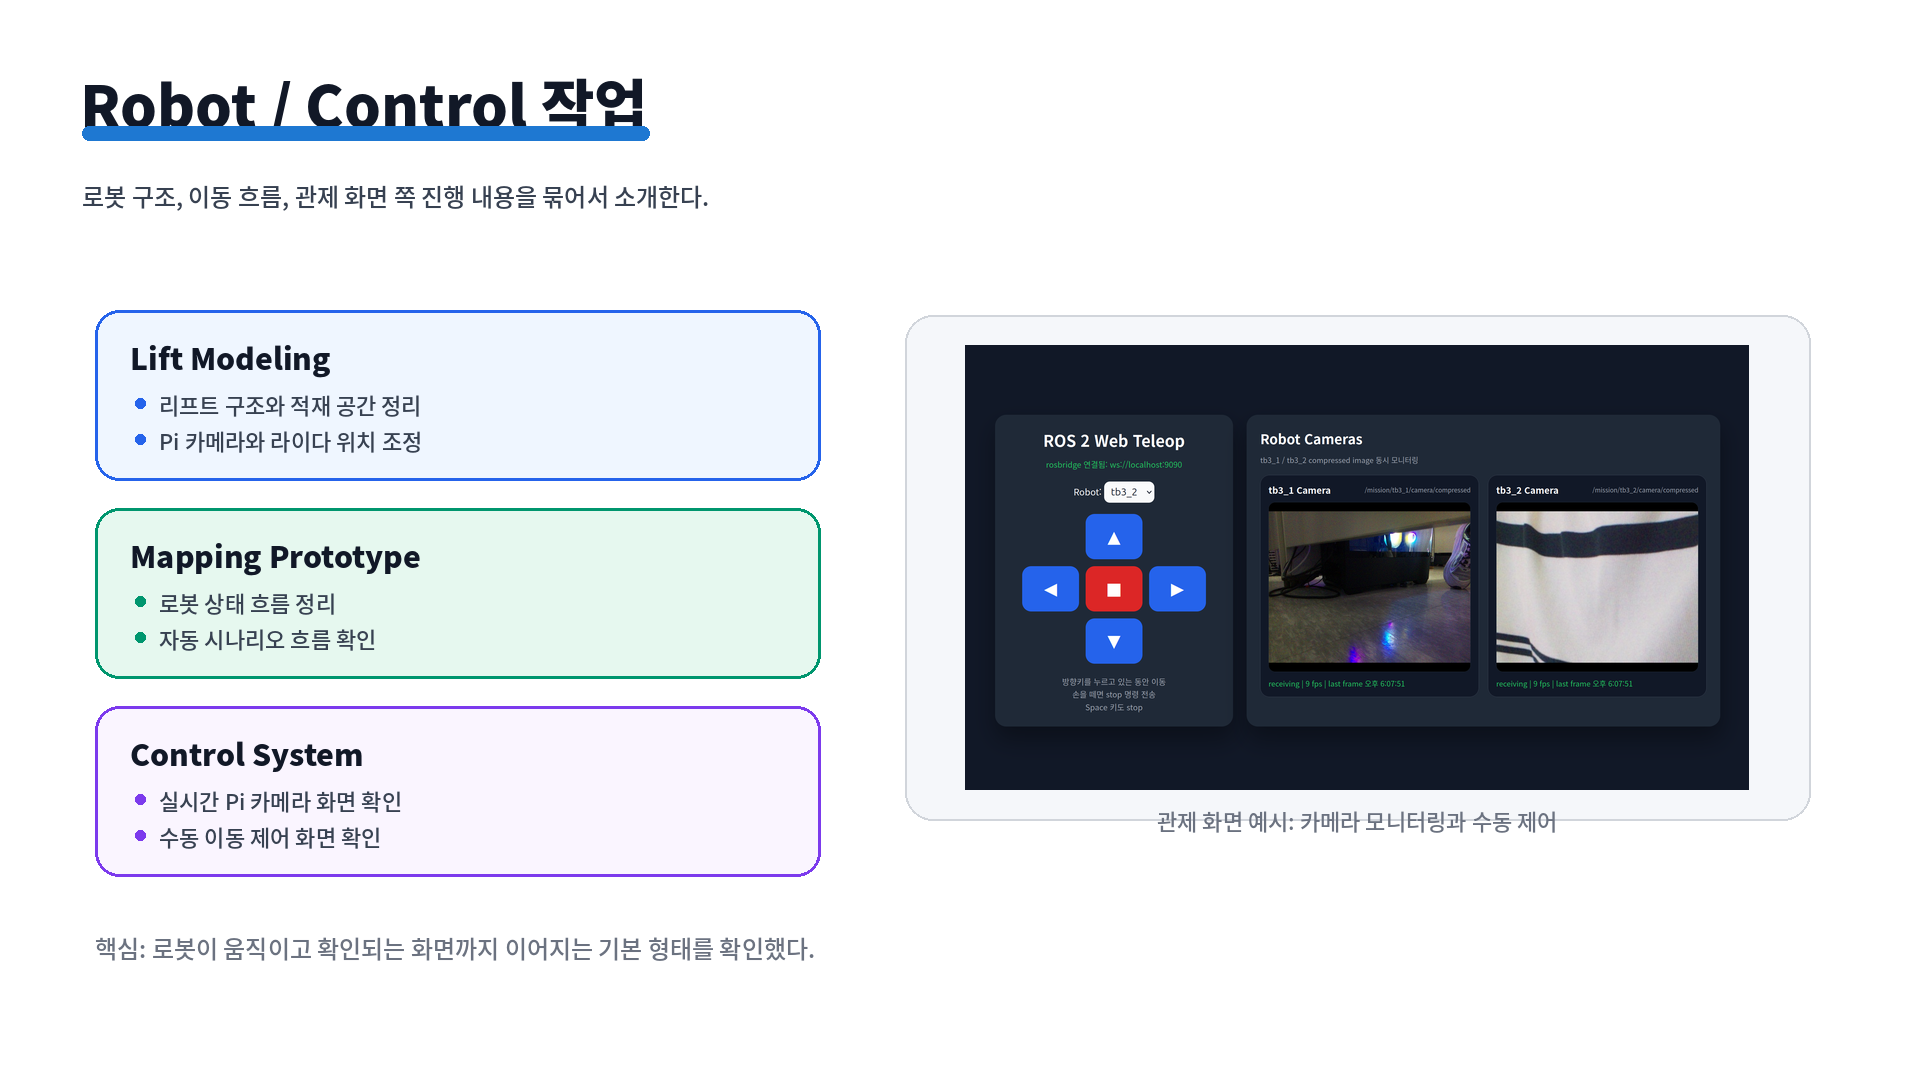 Robot / Control 작업
로봇 구조, 이동 흐름, 관제 화면 쪽 진행 내용을 묶어서 소개한다.
Lift Modeling
리프트 구조와 적재 공간 정리
Pi 카메라와 라이다 위치 조정
Mapping Prototype
로봇 상태 흐름 정리
자동 시나리오 흐름 확인
Control System
실시간 Pi 카메라 화면 확인
수동 이동 제어 화면 확인
핵심: 로봇이 움직이고 확인되는 화면까지 이어지는 기본 형태를 확인했다.
ROS 2 Web Teleop
rosbridge 연결됨: ws://localhost:9090
Robot: tb3_2
방향키를 누르고 있는 동안 이동
손을 떼면 stop 명령 전송
Space 키도 stop
Robot Cameras
tb3_1 / tb3_2 compressed image 동시 모니터링
tb3_1 Camera /mission/tb3_1/camera/compressed
receiving | 9 fps | last frame 오후 6:07:51
tb3_2 Camera /mission/tb3_2/camera/compressed
receiving | 9 fps | last frame 오후 6:07:51
관제 화면 예시: 카메라 모니터링과 수동 제어